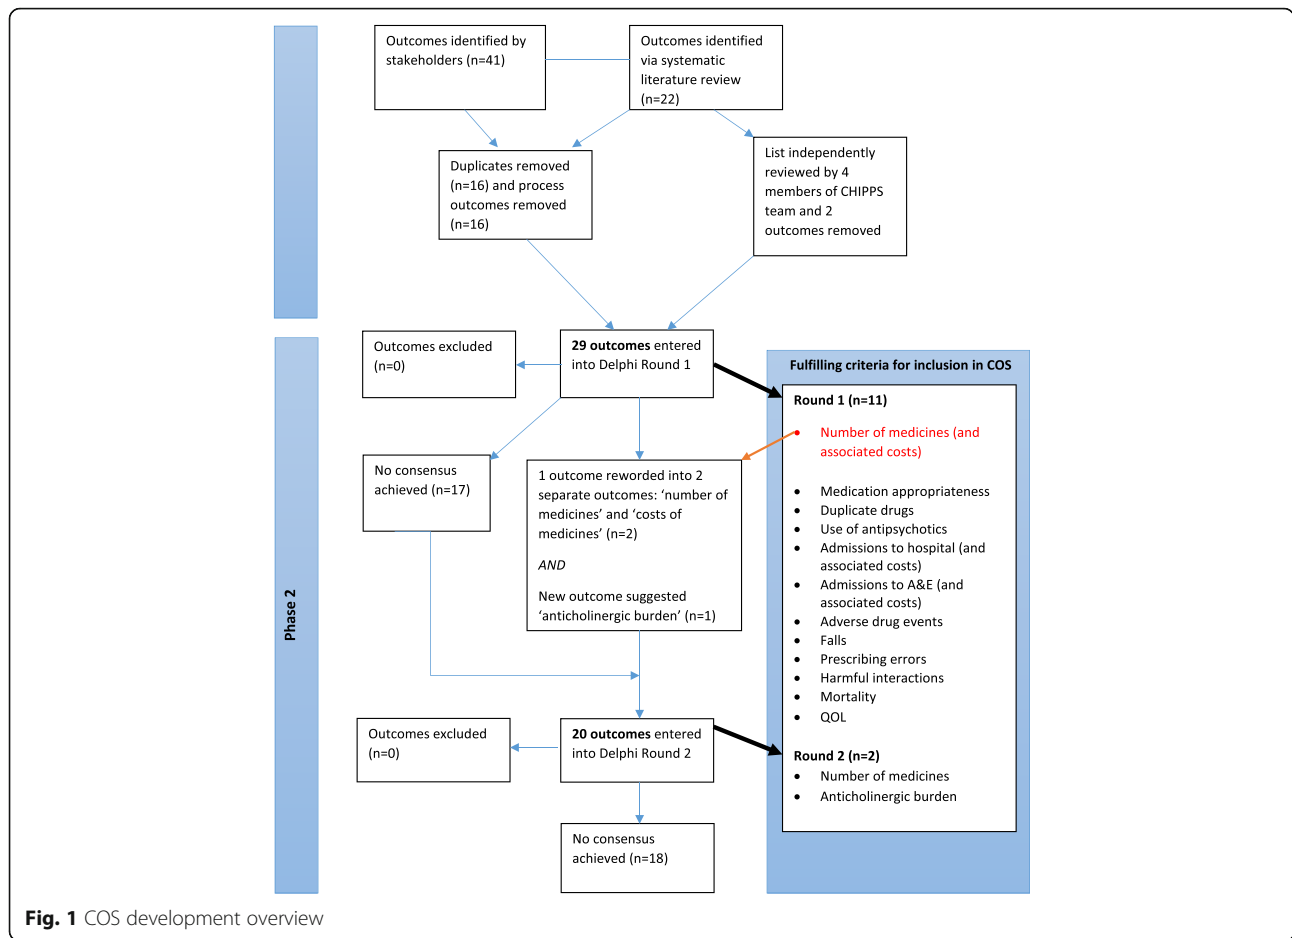 Outcomes identified by
stakeholders (n=41)
Outcomes identified
via systematic
literature review
(n=22)
Duplicates removed
(n=16) and process
outcomes removed
(n=16)
List independently
reviewed by 4
members of CHIPPS
team and 2
outcomes removed
Phase 2
Outcomes excluded
(n=0)
29 outcomes entered
into Delphi Round 1
No consensus
achieved (n=17)
1 outcome reworded into 2
separate outcomes: ‘number of
medicines’ and ‘costs of
medicines’ (n=2)
AND
New outcome suggested
‘anticholinergic burden’ (n=1)
Outcomes excluded
(n=0)
20 outcomes entered
into Delphi Round 2
No consensus
achieved (n=18)
Fulfilling criteria for inclusion in COS
Round 1 (n=11)
• Number of medicines (and
associated costs)
• Medication appropriateness
• Duplicate drugs
• Use of antipsychotics
• Admissions to hospital (and
associated costs)
• Admissions to A&E (and
associated costs)
• Adverse drug events
• Falls
• Prescribing errors
• Harmful interactions
• Mortality
• QOL
Round 2 (n=2)
• Number of medicines
• Anticholinergic burden
Fig. 1 COS development overview